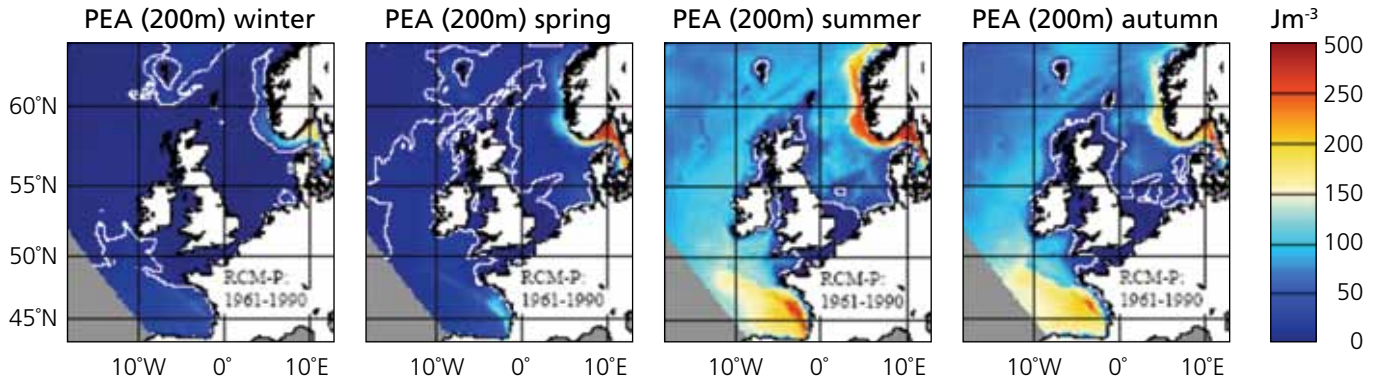 PEA (200m) winter
PEA (200m) spring
PEA (200m) summer
PEA (200m) autumn
Jm⁻³
60°N
55°N
50°N
45°N
RCM-P:
1961-1990
RCM-P:
1961-1990
RCM-P:
1961-1990
RCM-P:
1961-1990
10°W 0° 10°E
10°W 0° 10°E
10°W 0° 10°E
10°W 0° 10°E
500
250
200
150
100
50
0